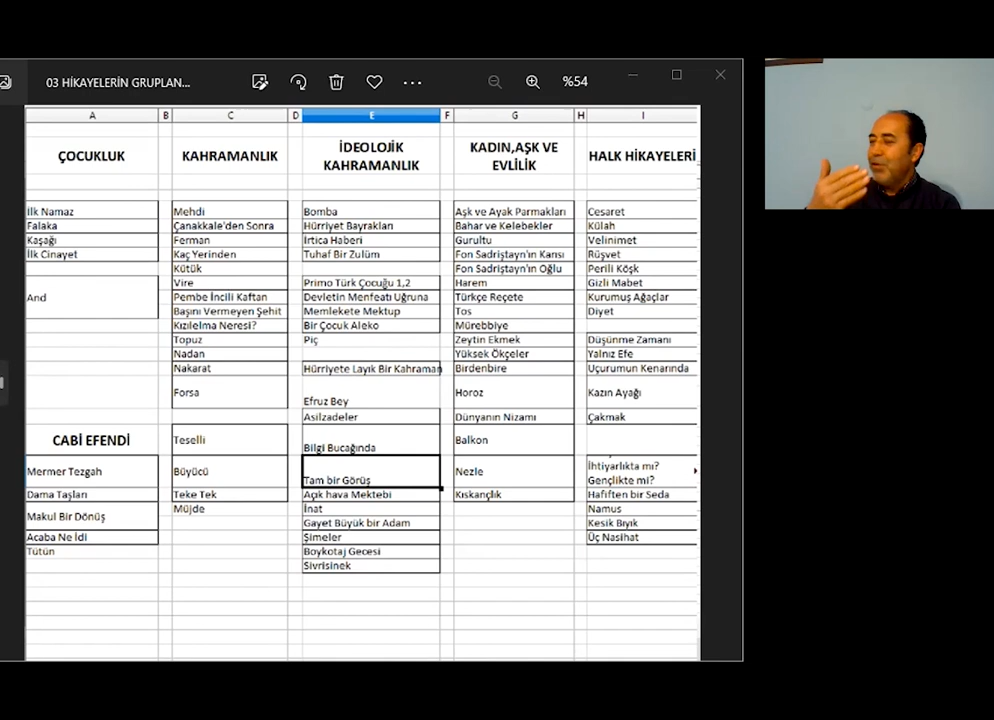 03 HİKAYELERİN GRUPLAN...
%54
A B C D E F G H I
ÇOCUKLUK
İlk Namaz
Falaka
Kaşağı
İlk Cinayet
And
CABİ EFENDİ
Mermer Tezgah
Dama Taşları
Makul Bir Dönüş
Acaba Ne İdi
Tütün
KAHRAMANLIK
Mehdi
Çanakkale'den Sonra
Ferman
Kaç Yerinden
Kütük
Vire
Pembe İncili Kaftan
Başını Vermeyen Şehit
Kızılelma Neresi?
Topuz
Nadan
Nakarat
Forsa
Teselli
Büyücü
Teke Tek
Müjde
İDEOLOJİK
KAHRAMANLIK
Bomba
Hürriyet Bayrakları
İrtica Haberi
Tuhaf Bir Zulüm
Primo Türk Çocuğu 1,2
Devletin Menfeatı Uğruna
Memlekete Mektup
Bir Çocuk Aleko
Piç
Hürriyete Layık Bir Kahraman
Efruz Bey
Asilzadeler
Bilgi Bucağında
Tam bir Görüş
Açık hava Mektebi
İnat
Gayet Büyük bir Adam
Şimeler
Boykotaj Gecesi
Sivrisinek
KADIN,AŞK VE
EVLİLİK
Aşk ve Ayak Parmakları
Bahar ve Kelebekler
Gurultu
Fon Sadriştayn'ın Karısı
Fon Sadriştayn'ın Oğlu
Harem
Türkçe Reçete
Tos
Mürebbiye
Zeytin Ekmek
Yüksek Ökçeler
Birdenbire
Horoz
Dünyanın Nizamı
Balkon
Nezle
Kıskançlık
HALK HİKAYELERİ
Cesaret
Külah
Velinimet
Rüşvet
Perili Köşk
Gizli Mabet
Kurumuş Ağaçlar
Diyet
Düşünme Zamanı
Yalnız Efe
Uçurumun Kenarında
Kazın Ayağı
Çakmak
İhtiyarlıkta mı?
Gençlikte mi?
Hafiften bir Seda
Namus
Kesik Bıyık
Üç Nasihat